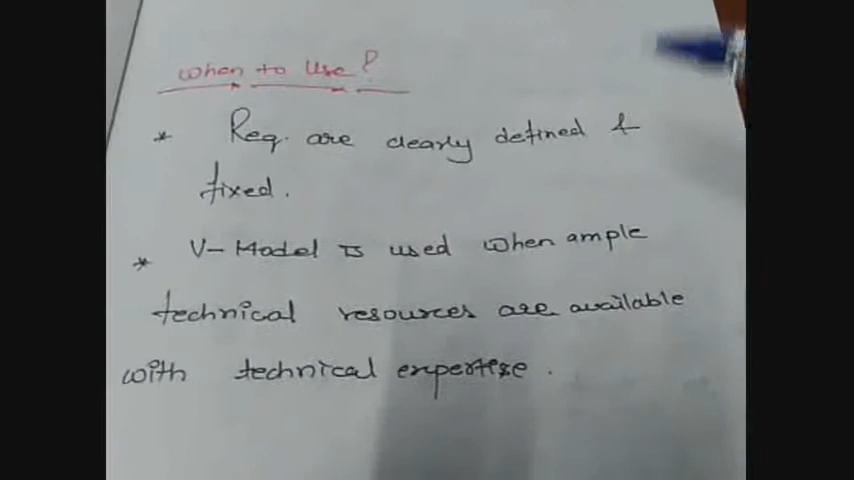 When to Use?
* Req. are clearly defined &
fixed.
* V-Model is used when ample
technical resources are available
with technical expertise.